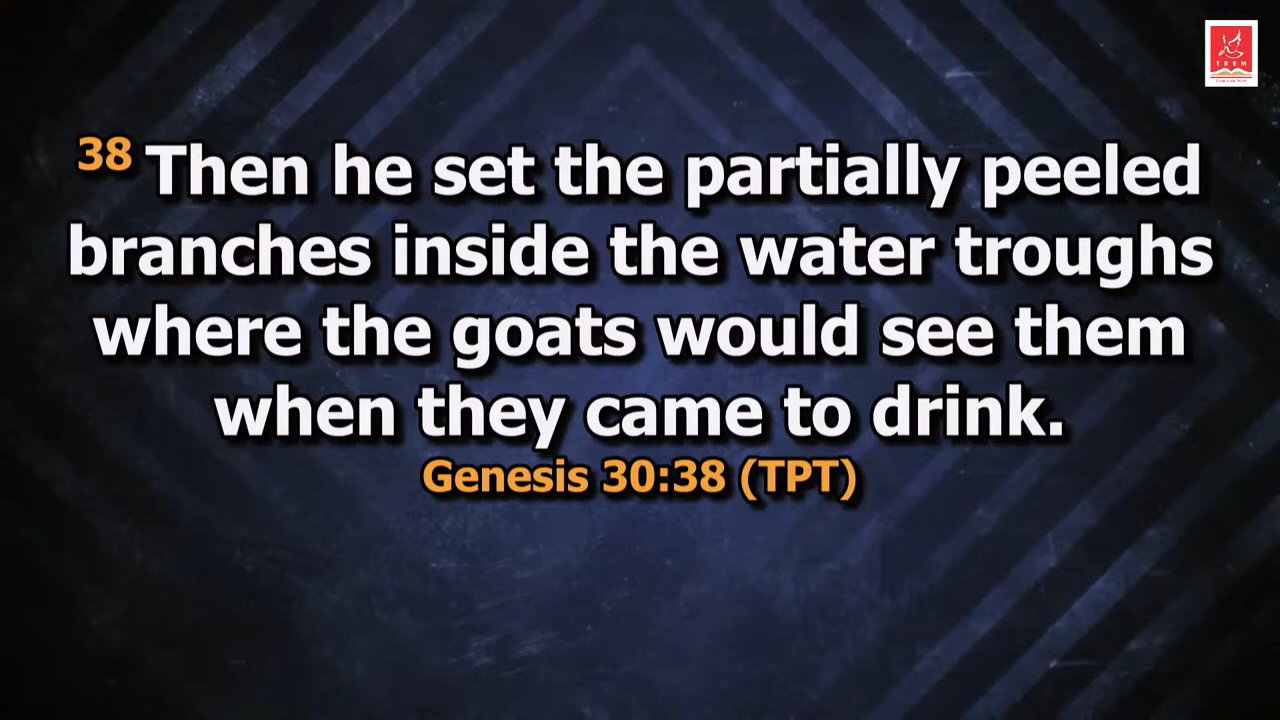 TREM
38 Then he set the partially peeled
branches inside the water troughs
where the goats would see them
when they came to drink.
Genesis 30:38 (TPT)